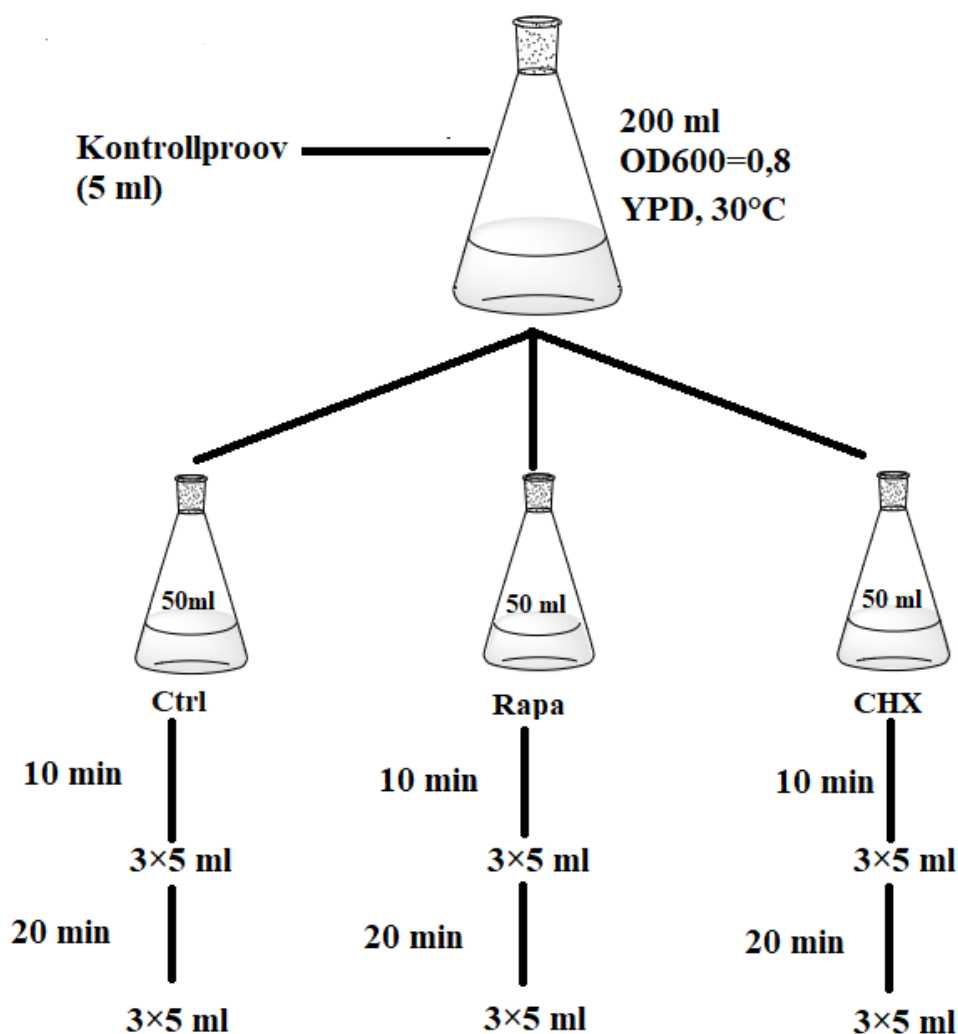 Kontrollproov
(5 ml)
200 ml
OD600=0,8
YPD, 30°C
50ml
50 ml
50 ml
Ctrl
Rapa
CHX
10 min
10 min
10 min
3×5 ml
3×5 ml
3×5 ml
20 min
20 min
20 min
3×5 ml
3×5 ml
3×5 ml